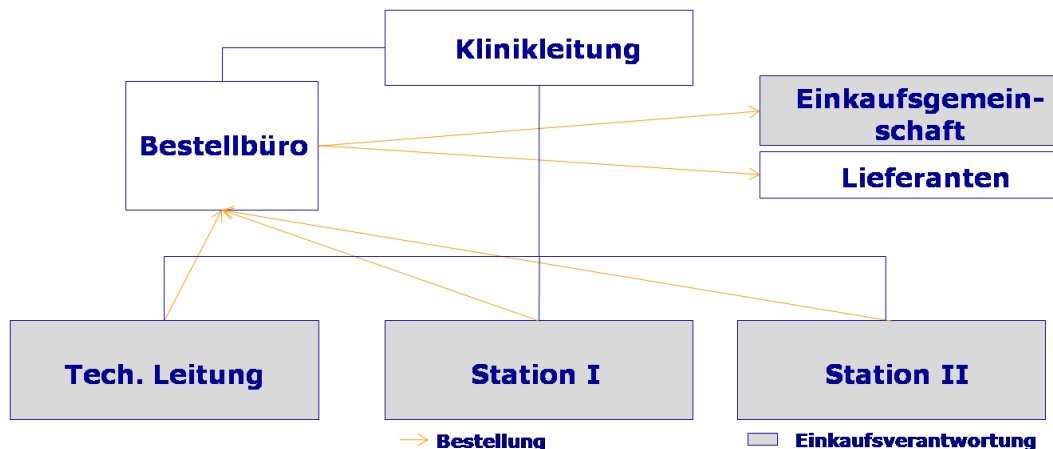 Klinikleitung
Bestellbüro
Einkaufsgemein-
schaft
Lieferanten
Tech. Leitung
Station I
Station II
Bestellung
Einkaufsverantwortung